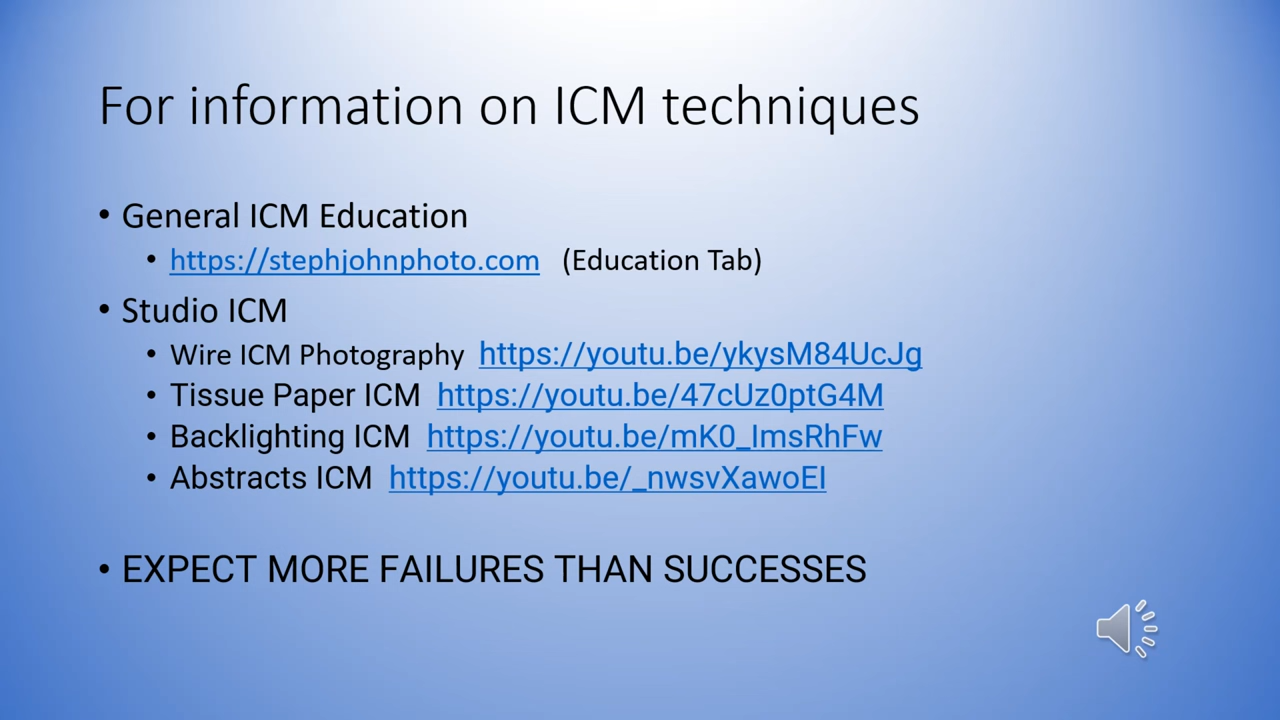 For information on ICM techniques
• General ICM Education
• https://stephjohnphoto.com (Education Tab)
• Studio ICM
• Wire ICM Photography https://youtu.be/ykysM84UcJg
• Tissue Paper ICM https://youtu.be/47cUz0ptG4M
• Backlighting ICM https://youtu.be/mK0_ImsRhFw
• Abstracts ICM https://youtu.be/_nwsvXawoEI
• EXPECT MORE FAILURES THAN SUCCESSES